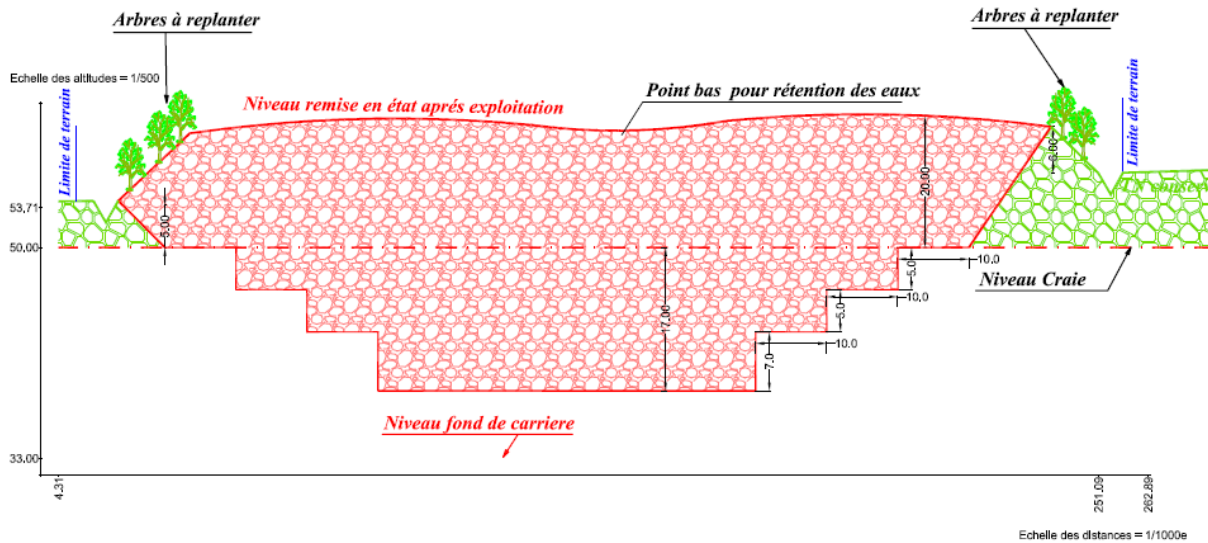 Arbres à replanter
Arbres à replanter
Echelle des altitudes = 1/500
Niveau remise en état aprés exploitation
Point bas pour rétention des eaux
Limite de terrain
Limite de terrain
6.00
20.00
TN conser
53,71
5.00
50.00
10.0
Niveau Craie
5.0
10.0
17.00
5.0
10.0
7.0
Niveau fond de carriere
33.00
4.31
251.09
262.89
Echelle des distances = 1/1000e